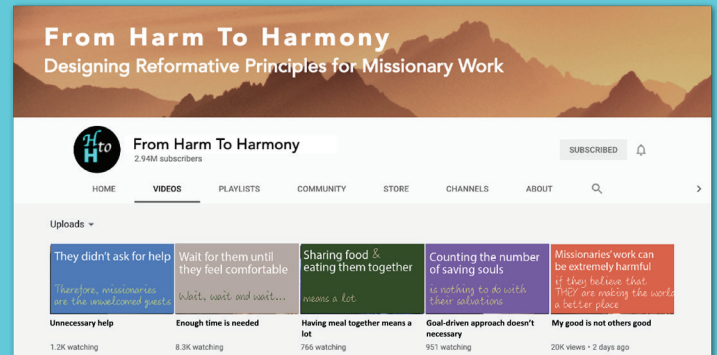 From Harm To Harmony
Designing Reformative Principles for Missionary Work
H to
H
From Harm To Harmony
2.94M subscribers
SUBSCRIBED
HOME VIDEOS PLAYLISTS COMMUNITY STORE CHANNELS ABOUT
Uploads
They didn't ask for help
Therefore, missionaries
are the unwelcomed guests
Unnecessary help
1.2K watching
Wait for them until
they feel comfortable
Wait, wait and wait...
Enough time is needed
8.3K watching
Sharing food &
eating them together
means a lot
Having meal together means a
lot
766 watching
Counting the number
of saving souls
is nothing to do with
their salvations
Goal-driven approach doesn't
necessary
951 watching
Missionaries' work can
be extremely harmful
if they believe that
THEY are making the world
a better place
My good is not others good
20K views • 2 days ago